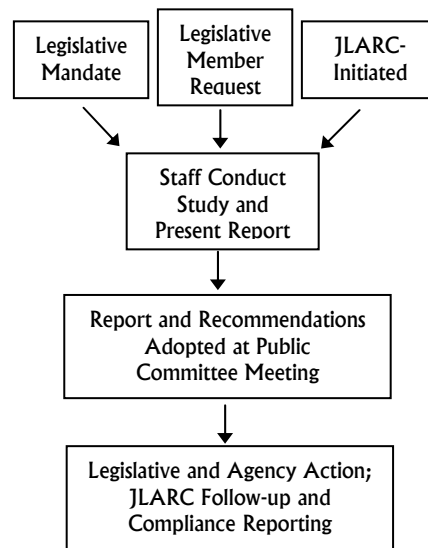 Legislative
Mandate
Legislative
Member
Request
JLARC-
Initiated
Staff Conduct
Study and
Present Report
Report and Recommendations
Adopted at Public
Committee Meeting
Legislative and Agency Action;
JLARC Follow-up and
Compliance Reporting